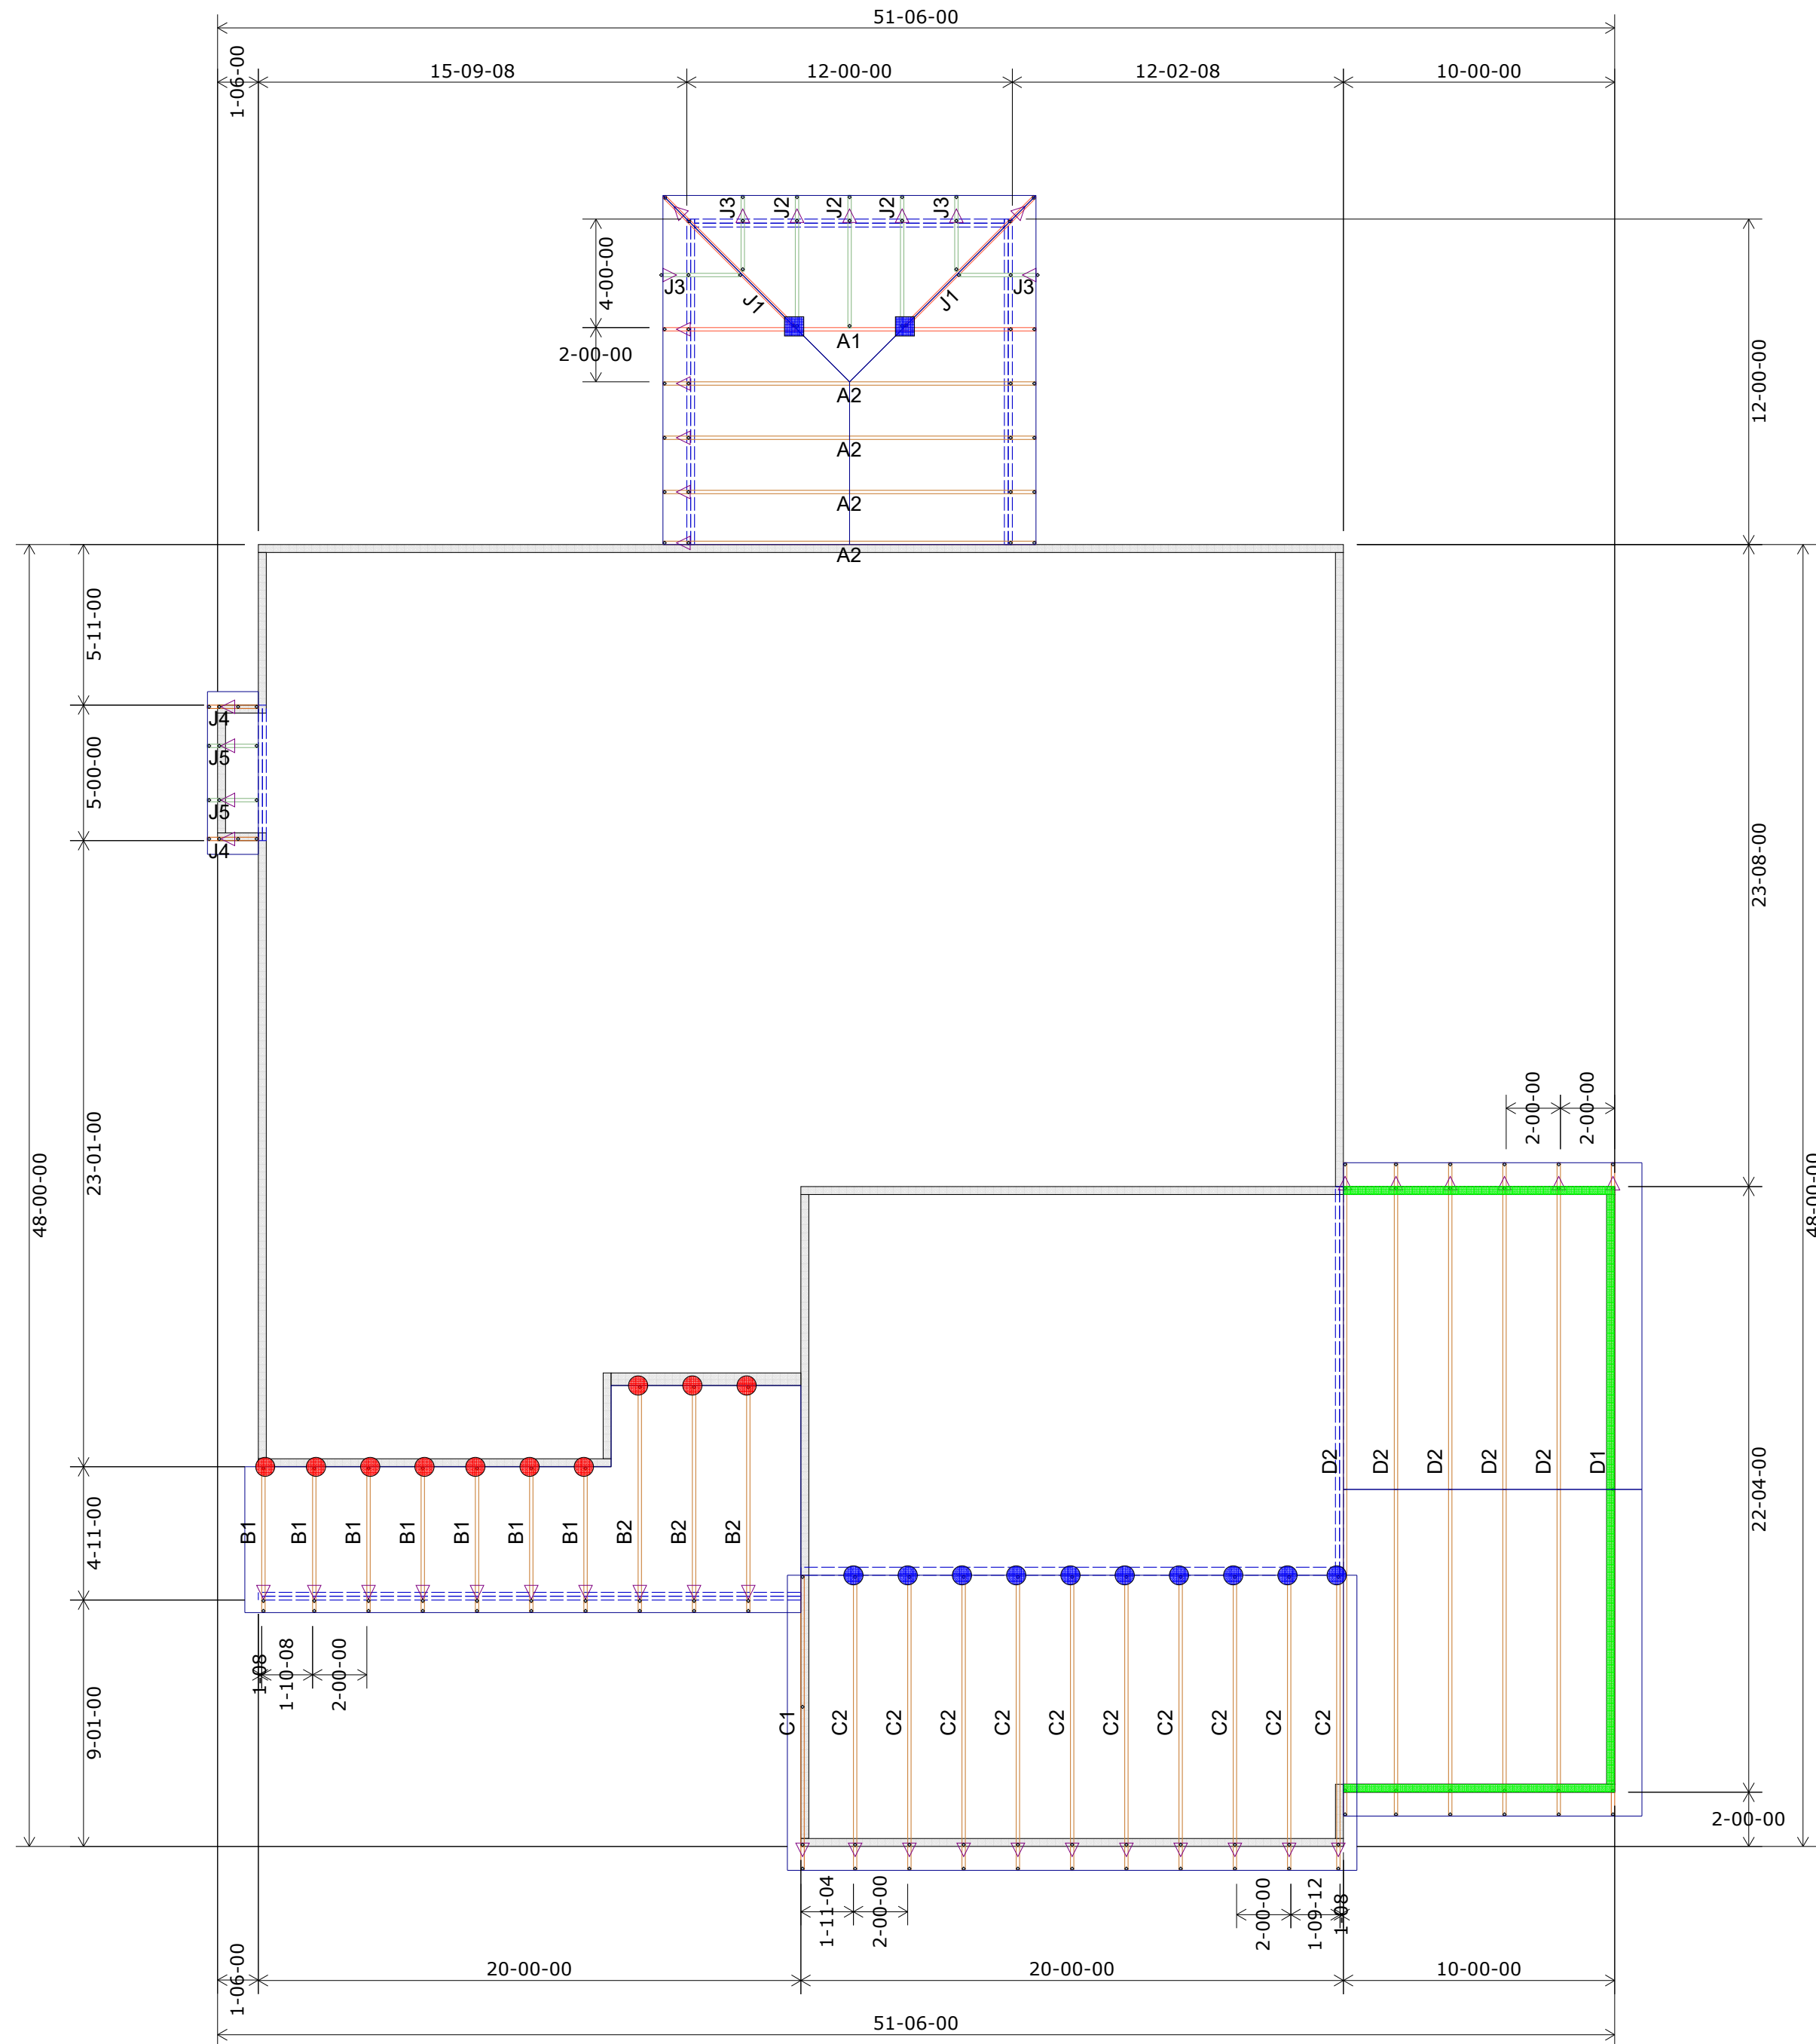 51-06-00
1-06-00
15-09-08
12-00-00
12-02-08
10-00-00
J3
J2
J2
J2
J3
4-00-00
J3
J3
J1
J1
2-00-00
A1
12-00-00
A2
A2
A2
A2
5-11-00
J4
J5
5-00-00
J5
J4
23-08-00
48-00-00
23-01-00
2-00-00
2-00-00
48-00-00
D2
D2
D2
D2
D2
D1
22-04-00
4-11-00
B1
B1
B1
B1
B1
B1
B1
B2
B2
B2
1-08
1-10-08
2-00-00
9-01-00
C1
C2
C2
C2
C2
C2
C2
C2
C2
C2
C2
2-00-00
1-11-04
2-00-00
2-00-00
1-09-12
1-08
1-06-00
20-00-00
20-00-00
10-00-00
51-06-00